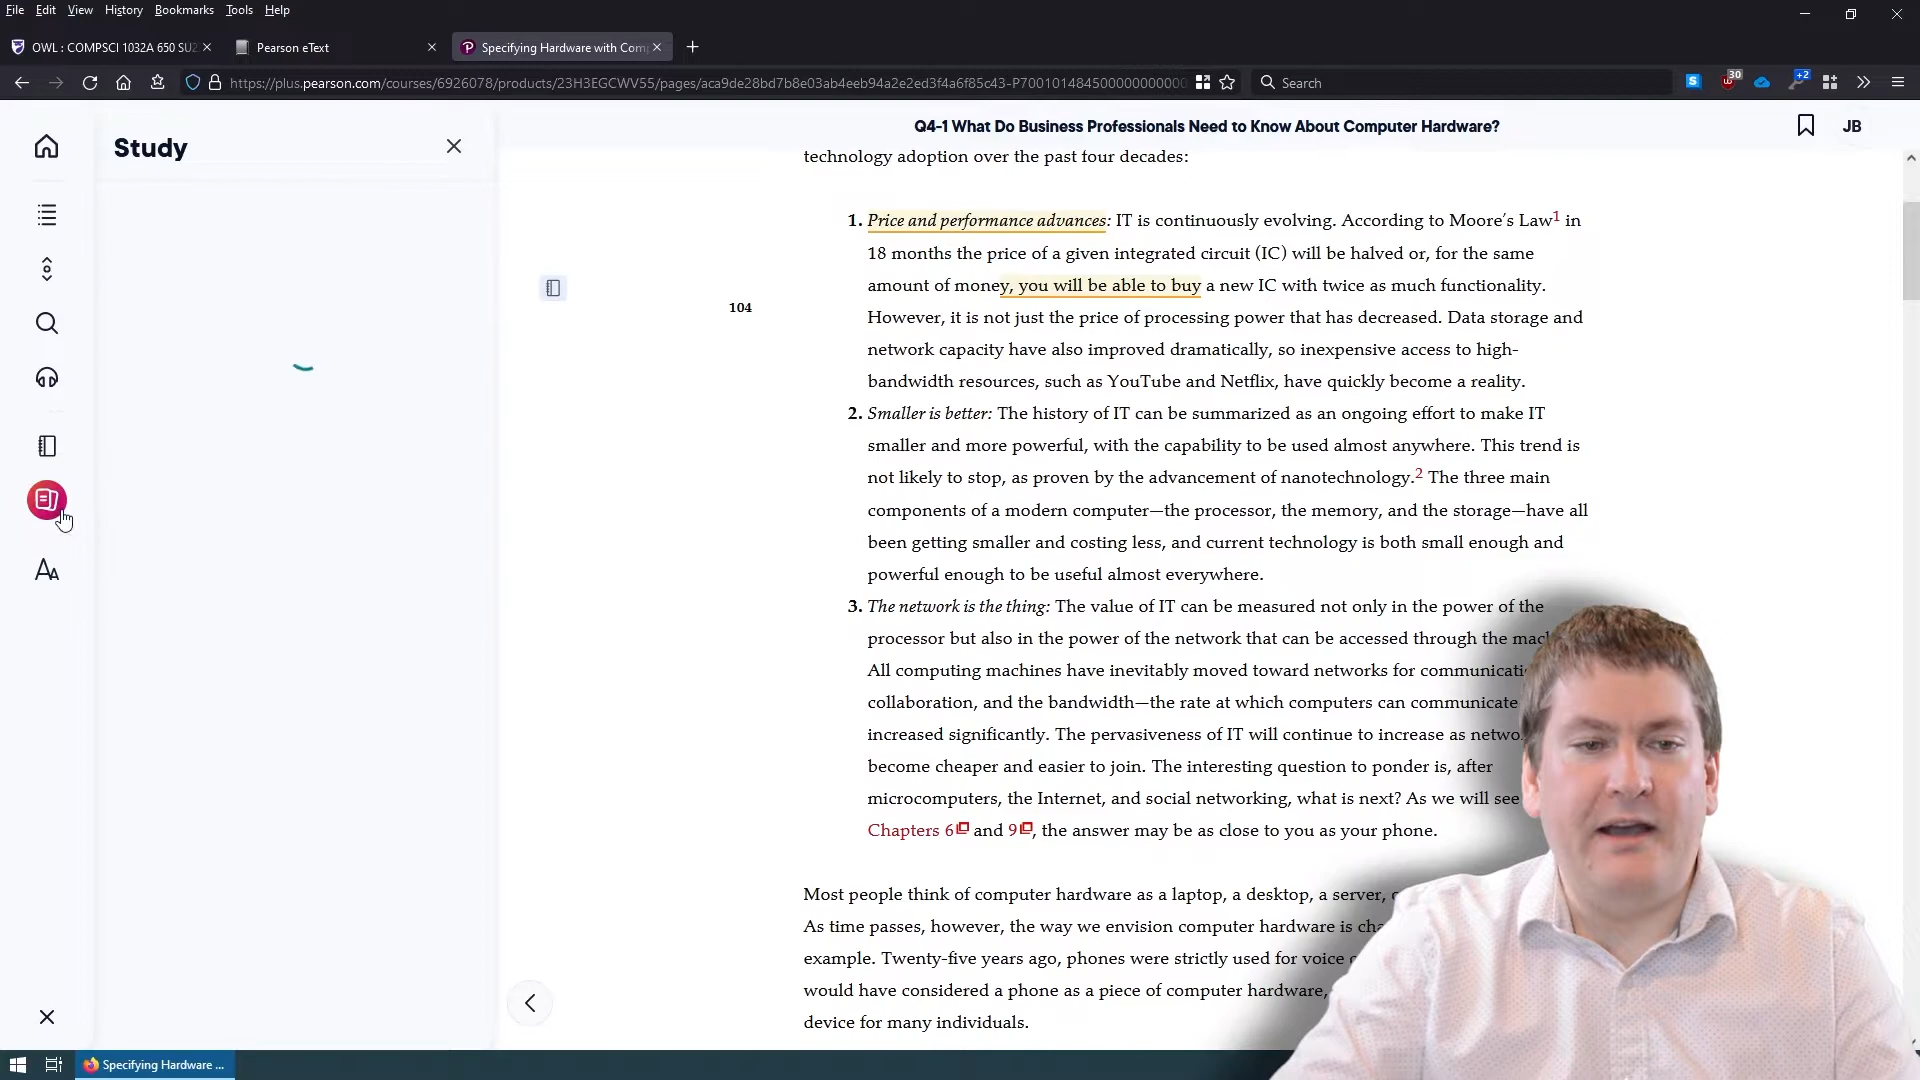 File Edit View History Bookmarks Tools Help
OWL : COMPSCI 1032A 650 SU2
Pearson eText
Specifying Hardware with Com
https://plus.pearson.com/courses/6926078/products/23H3EGCWV55/pages/aca9de28bd7b8e03ab4eeb94a2e2ed3f4a6f85c43-P7001014845000000000000
Search
30
+2
Study
Q4-1 What Do Business Professionals Need to Know About Computer Hardware?
JB
technology adoption over the past four decades:
1. Price and performance advances: IT is continuously evolving. According to Moore's Law1 in
18 months the price of a given integrated circuit (IC) will be halved or, for the same
amount of money, you will be able to buy a new IC with twice as much functionality.
104
However, it is not just the price of processing power that has decreased. Data storage and
network capacity have also improved dramatically, so inexpensive access to high-
bandwidth resources, such as YouTube and Netflix, have quickly become a reality.
2. Smaller is better: The history of IT can be summarized as an ongoing effort to make IT
smaller and more powerful, with the capability to be used almost anywhere. This trend is
not likely to stop, as proven by the advancement of nanotechnology.2 The three main
components of a modern computer—the processor, the memory, and the storage—have all
been getting smaller and costing less, and current technology is both small enough and
powerful enough to be useful almost everywhere.
3. The network is the thing: The value of IT can be measured not only in the power of the
processor but also in the power of the network that can be accessed through the
All computing machines have inevitably moved toward networks for
collaboration, and the bandwidth—the rate at which computers can communicate
increased significantly. The pervasiveness of IT will continue to increase as
become cheaper and easier to join. The interesting question to ponder is, after
microcomputers, the Internet, and social networking, what is next? As we will see
Chapters 6 and 9, the answer may be as close to you as your phone.
Most people think of computer hardware as a laptop, a desktop, a server,
As time passes, however, the way we envision computer hardware is
example. Twenty-five years ago, phones were strictly used for voice
would have considered a phone as a piece of computer hardware,
device for many individuals.
AA
Specifying Hardware ...